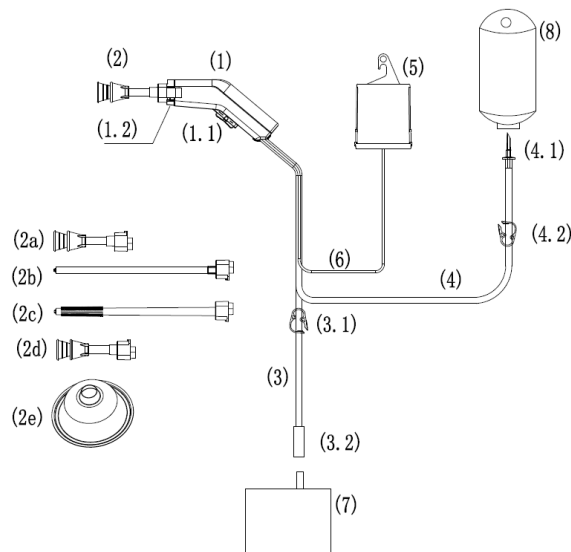 (2)
(1)
(5)
(8)
(1.2)
(1.1)
(4.1)
(2a)
(4.2)
(6)
(2b)
(4)
(2c)
(3.1)
(2d)
(3)
(2e)
(3.2)
(7)